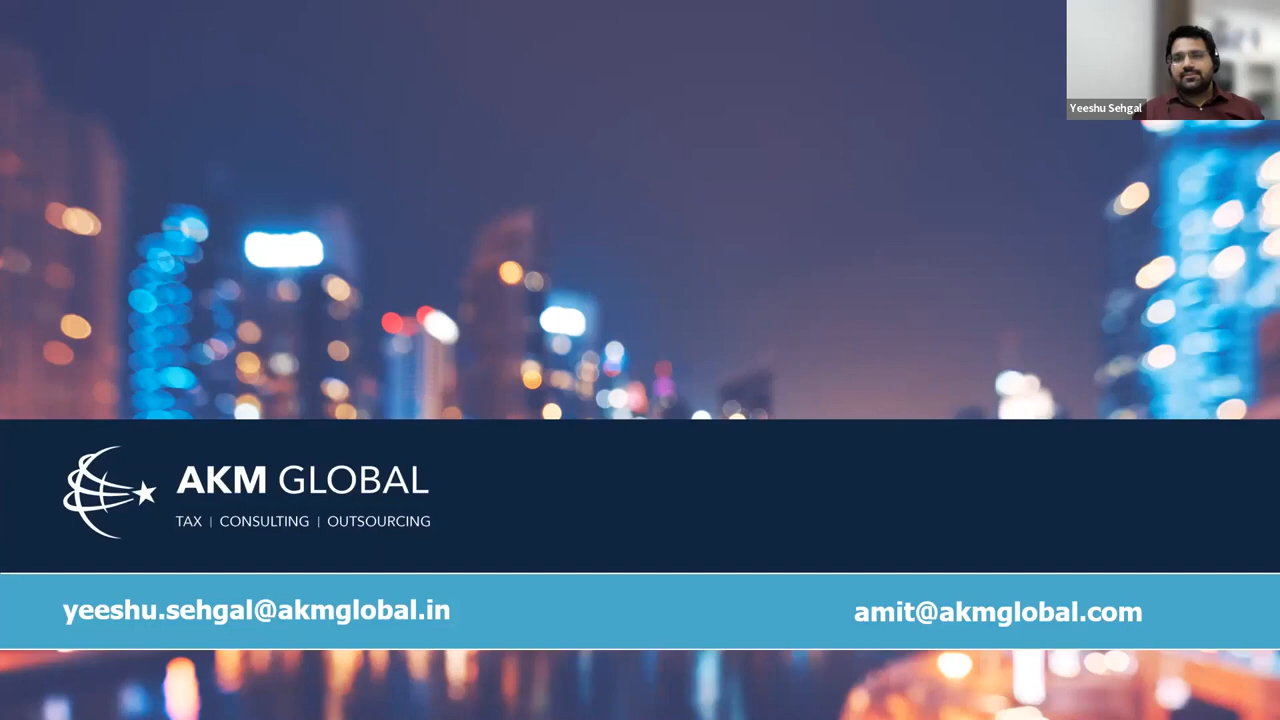 Yeeshu Sehgal
AKM GLOBAL
TAX | CONSULTING | OUTSOURCING
yeeshu.sehgal@akmglobal.in
amit@akmglobal.com